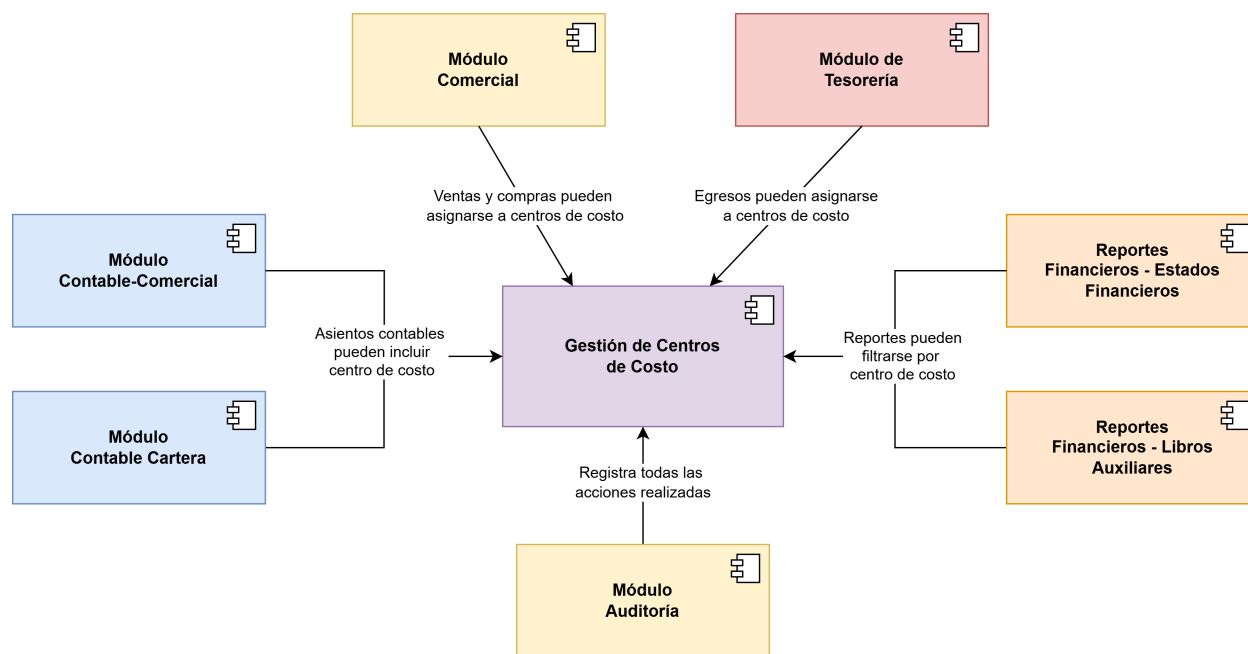 Módulo
Comercial
Módulo de
Tesorería
Ventas y compras pueden
asignarse a centros de costo
Egresos pueden asignarse
a centros de costo
Módulo
Contable-Comercial
Reportes
Financieros - Estados
Financieros
Asientos contables
pueden incluir
centro de costo
Gestión de Centros
de Costo
Reportes pueden
filtrarse por
centro de costo
Módulo
Contable Cartera
Reportes
Financieros - Libros
Auxiliares
Registra todas las
acciones realizadas
Módulo
Auditoría